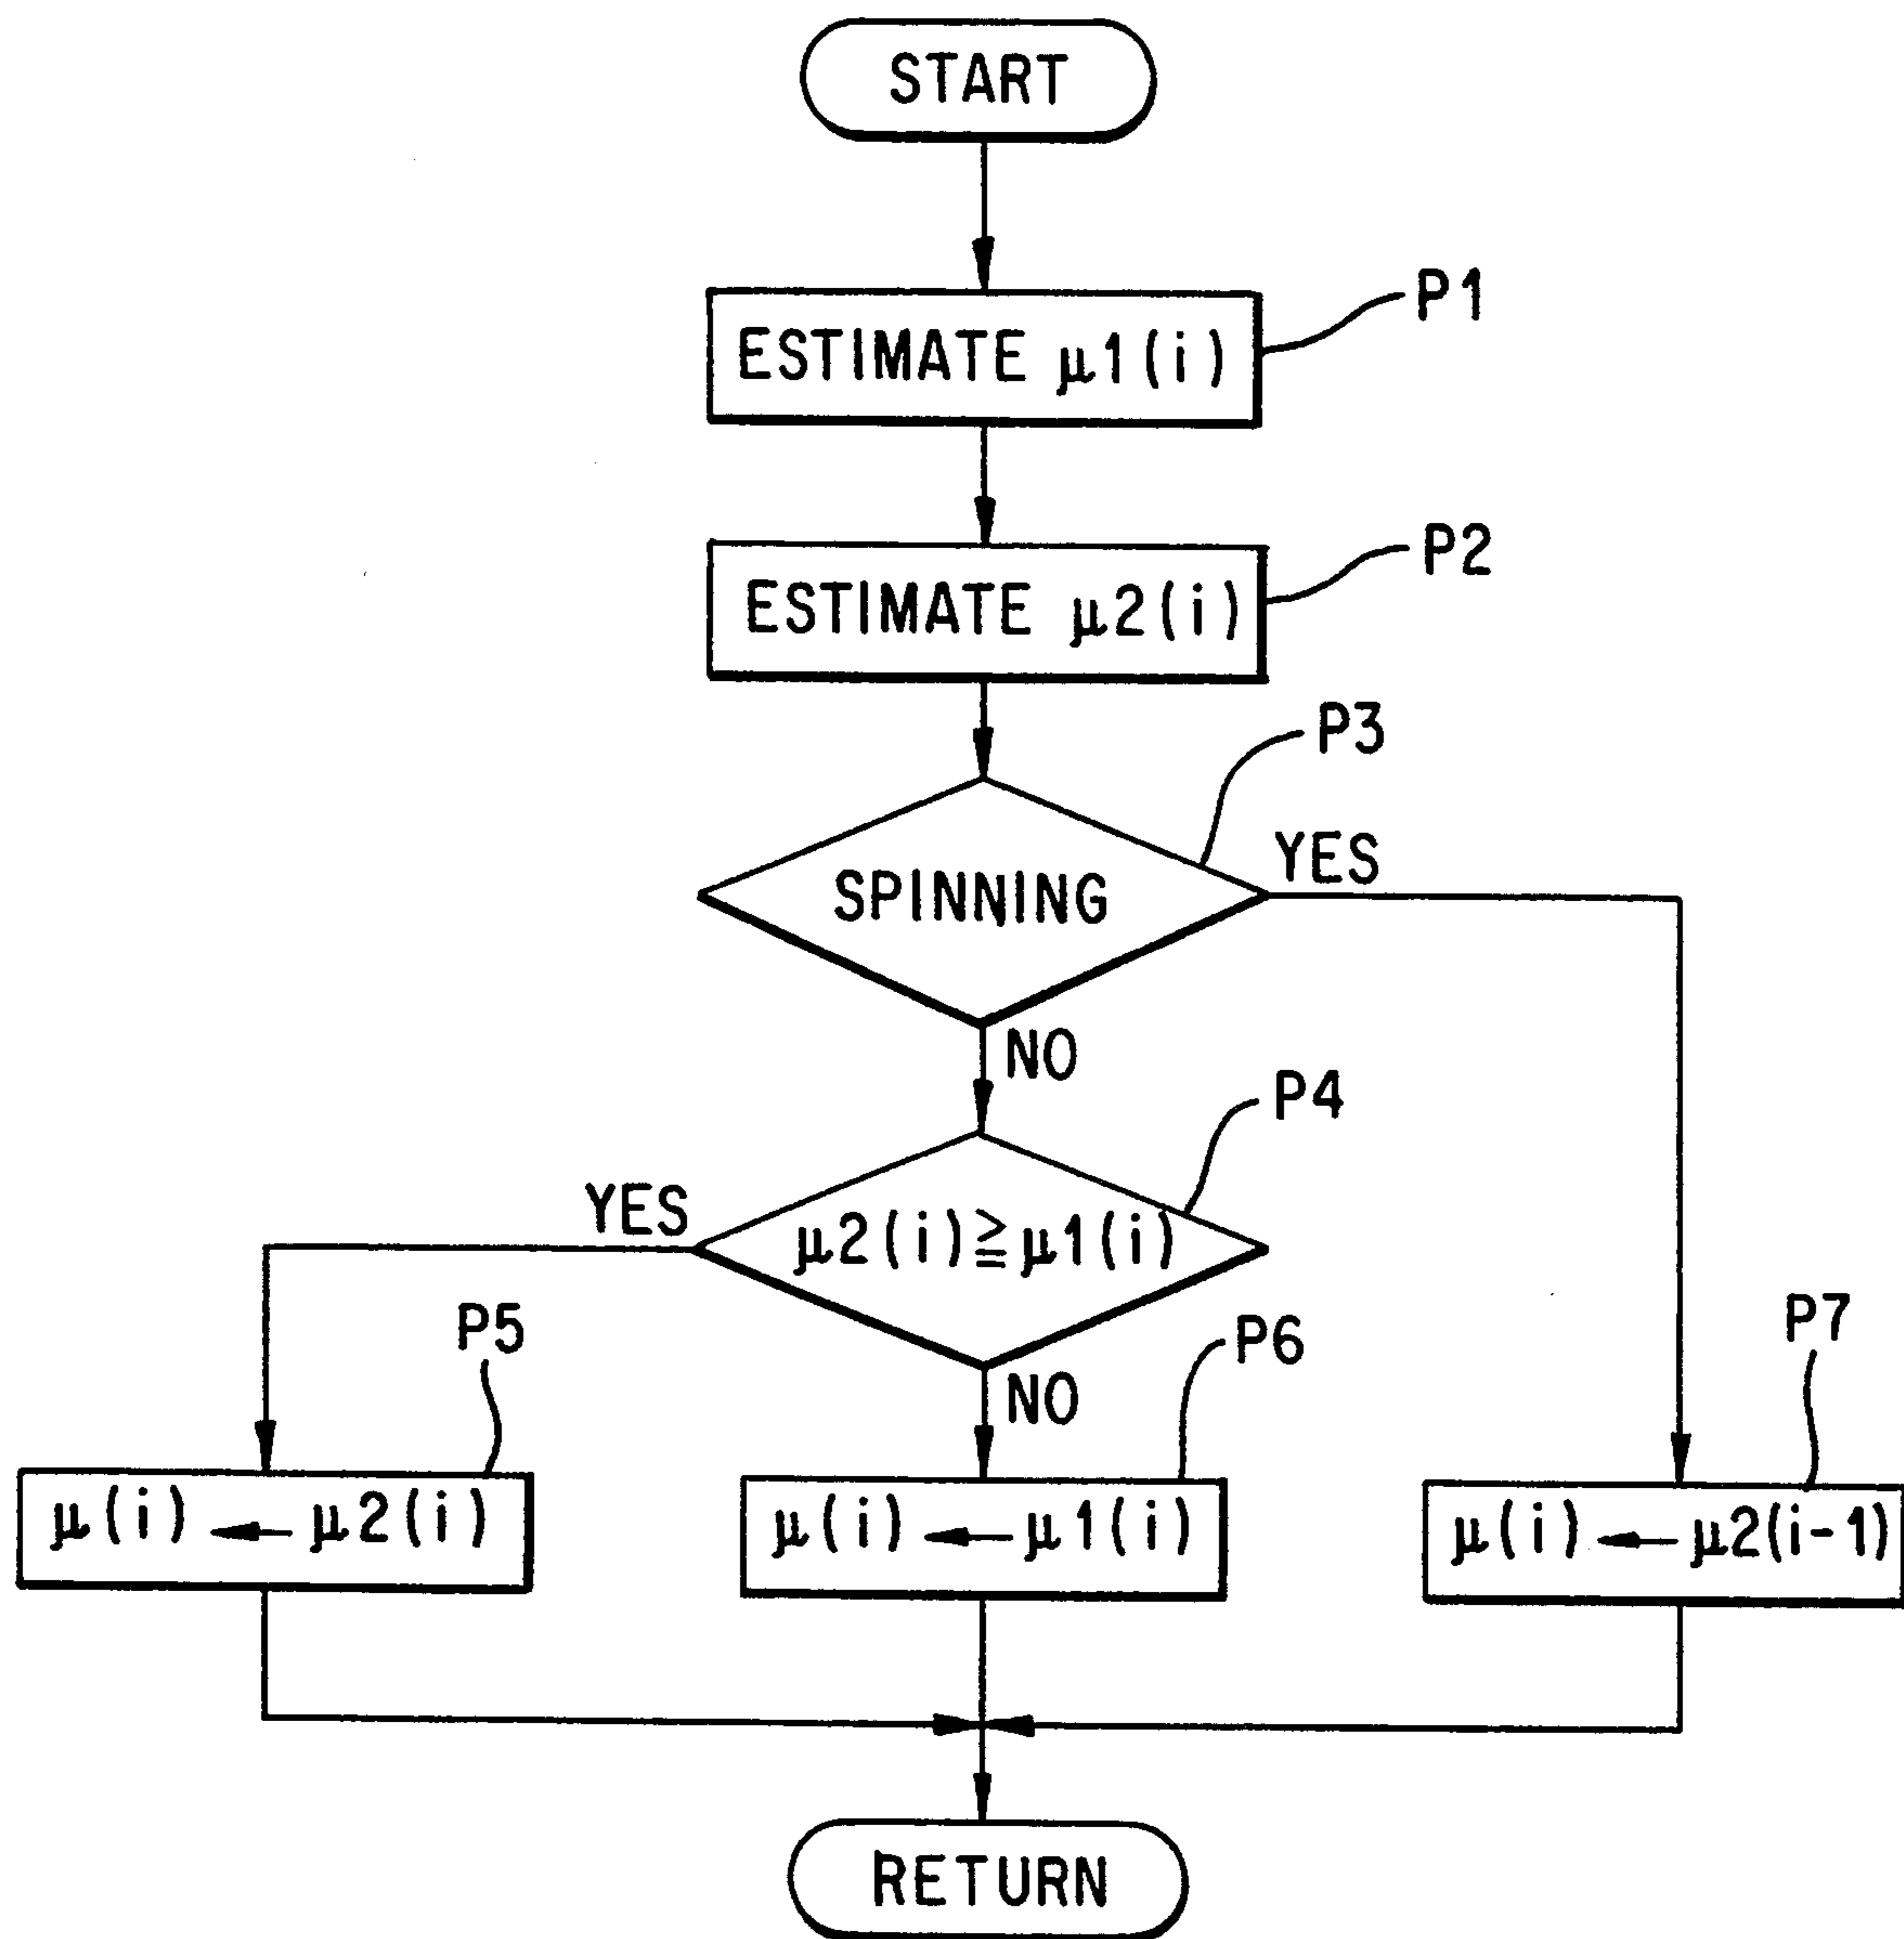 START
P1
ESTIMATE μ1(i)
P2
ESTIMATE μ2(i)
P3
SPINNING
YES
NO
P4
YES
μ2(i)≧μ1(i)
P5
P6
P7
NO
μ(i) ← μ2(i)
μ(i) ← μ1(i)
μ(i) ← μ2(i-1)
RETURN